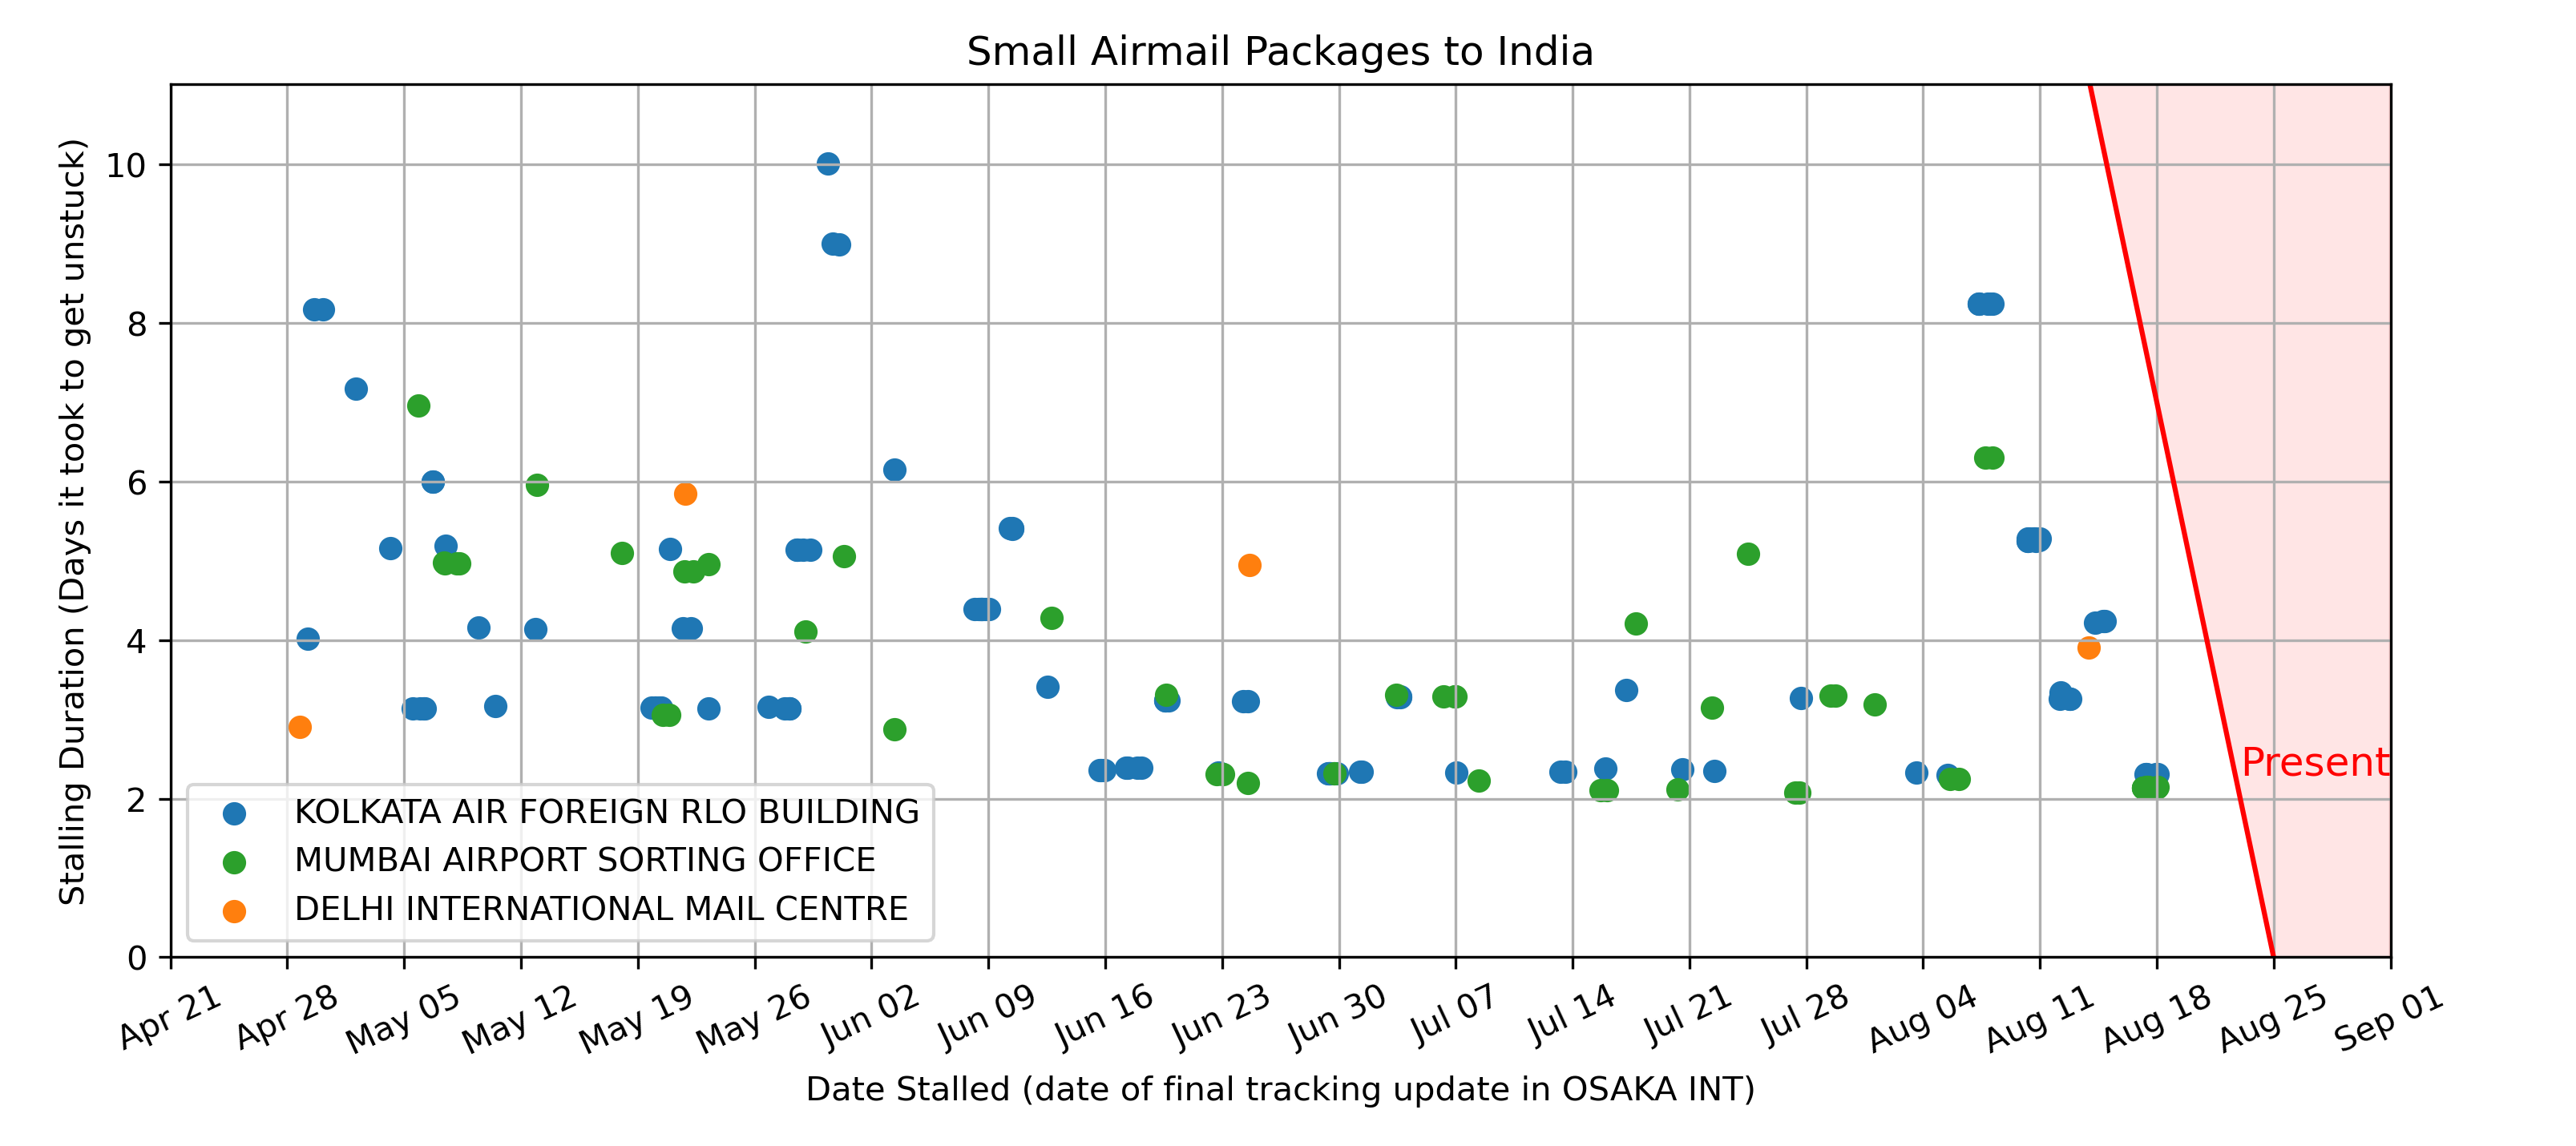 Small Airmail Packages to India
Stalling Duration (Days it took to get unstuck)
10
8
6
4
2
0
Present
KOLKATA AIR FOREIGN RLO BUILDING
MUMBAI AIRPORT SORTING OFFICE
DELHI INTERNATIONAL MAIL CENTRE
Apr 21 Apr 28 May 05 May 12 May 19 May 26 Jun 02 Jun 09 Jun 16 Jun 23 Jun 30 Jul 07 Jul 14 Jul 21 Jul 28 Aug 04 Aug 11 Aug 18 Aug 25 Sep 01
Date Stalled (date of final tracking update in OSAKA INT)